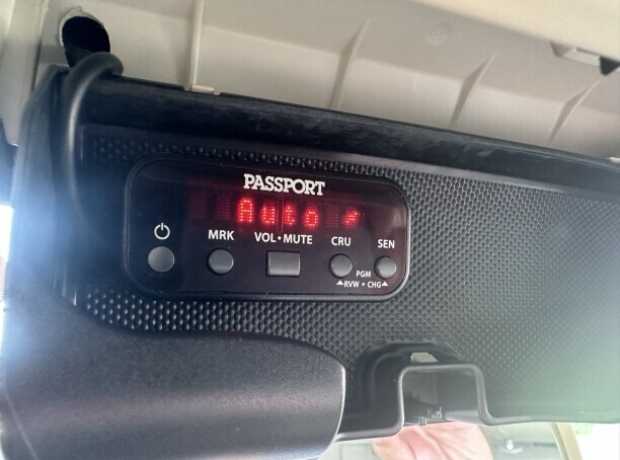 PASSPORT
Auto
MRK VOL•MUTE CRU SEN
PGM
▲RVW • CHG▲